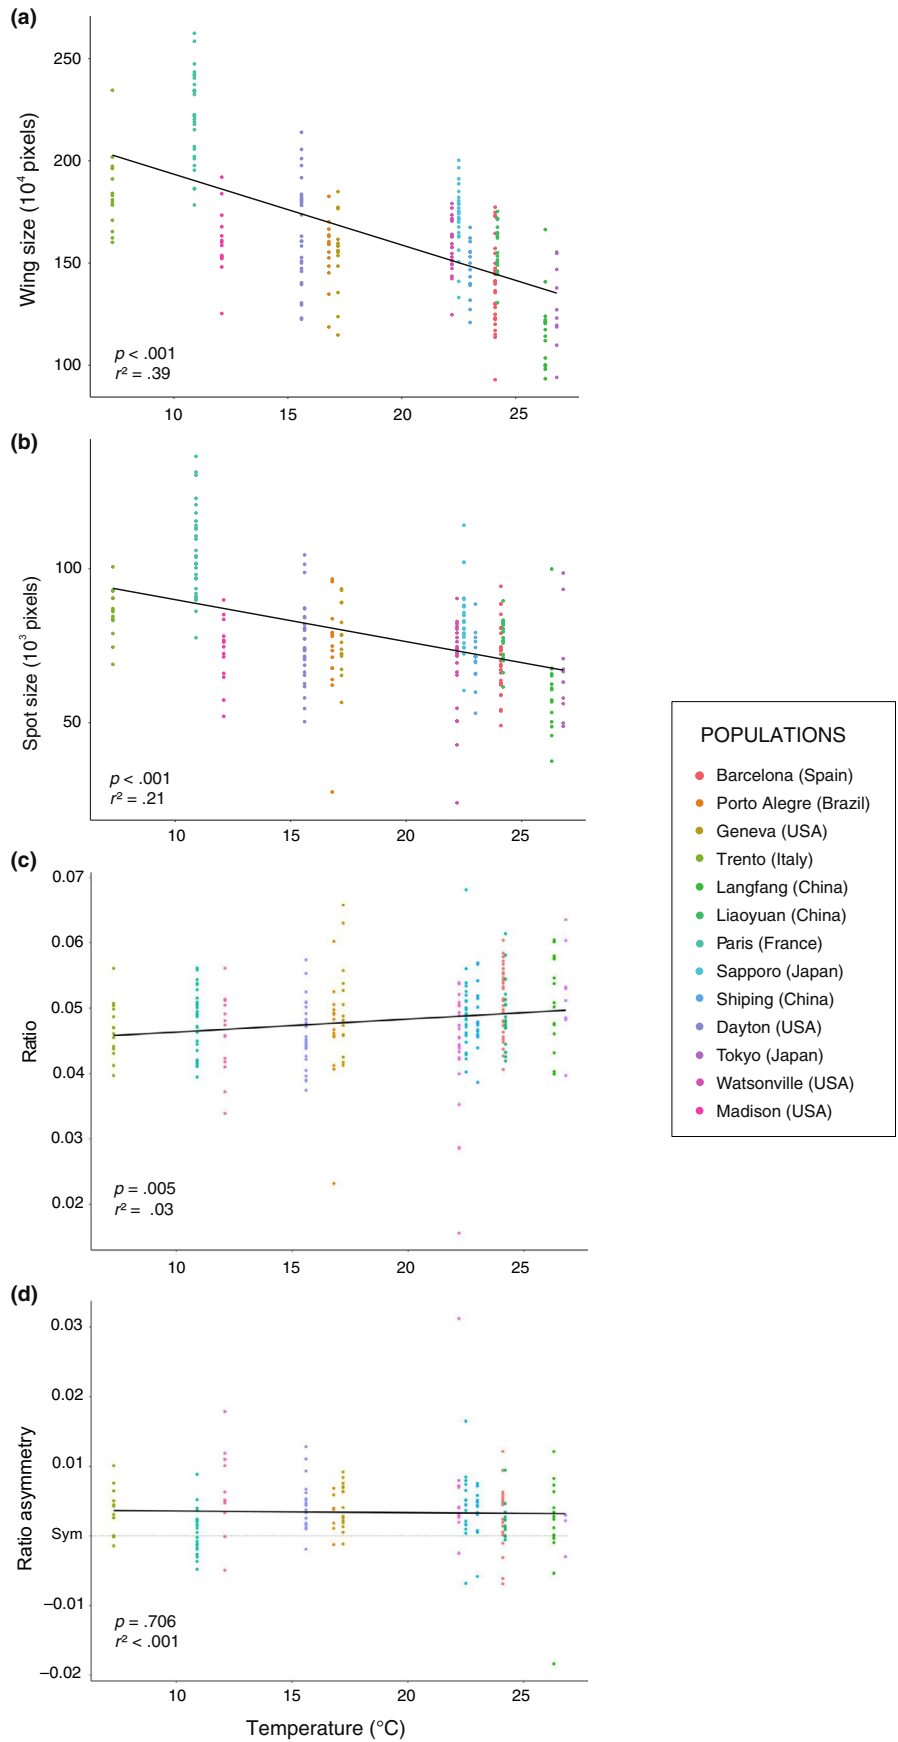 (a)
250
200
150
100
Wing size (10⁴ pixels)
p < .001
r² = .39
10 15 20 25
(b)
100
50
Spot size (10³ pixels)
p < .001
r² = .21
10 15 20 25
(c)
0.07
0.06
0.05
0.04
0.03
0.02
Ratio
p = .005
r² = .03
10 15 20 25
(d)
0.03
0.02
0.01
Sym
−0.01
−0.02
Ratio asymmetry
p = .706
r² < .001
10 15 20 25
Temperature (°C)
POPULATIONS
Barcelona (Spain)
Porto Alegre (Brazil)
Geneva (USA)
Trento (Italy)
Langfang (China)
Liaoyuan (China)
Paris (France)
Sapporo (Japan)
Shiping (China)
Dayton (USA)
Tokyo (Japan)
Watsonville (USA)
Madison (USA)